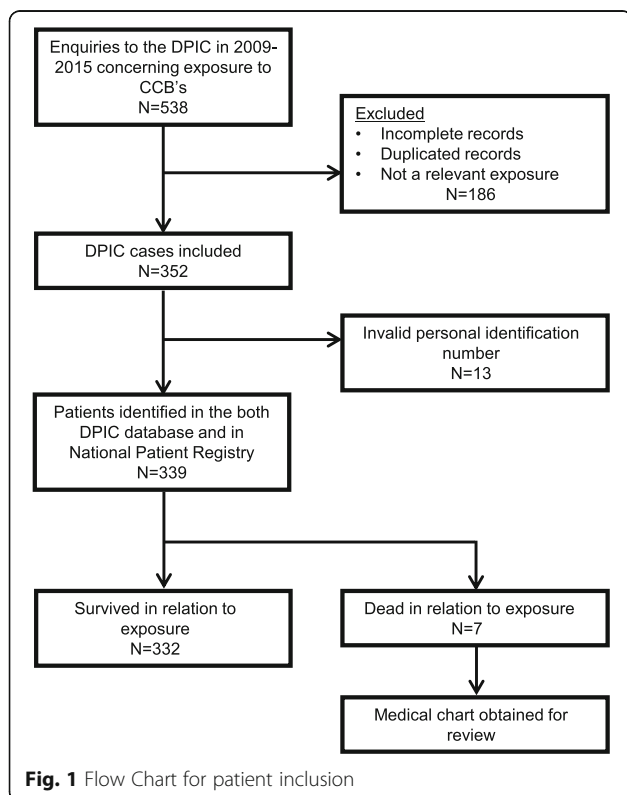 Enquiries to the DPIC in 2009-
2015 concerning exposure to
CCB's
N=538
Excluded
• Incomplete records
• Duplicated records
• Not a relevant exposure
N=186
DPIC cases included
N=352
Invalid personal identification
number
N=13
Patients identified in the both
DPIC database and in
National Patient Registry
N=339
Survived in relation to
exposure
N=332
Dead in relation to exposure
N=7
Medical chart obtained for
review
Fig. 1 Flow Chart for patient inclusion